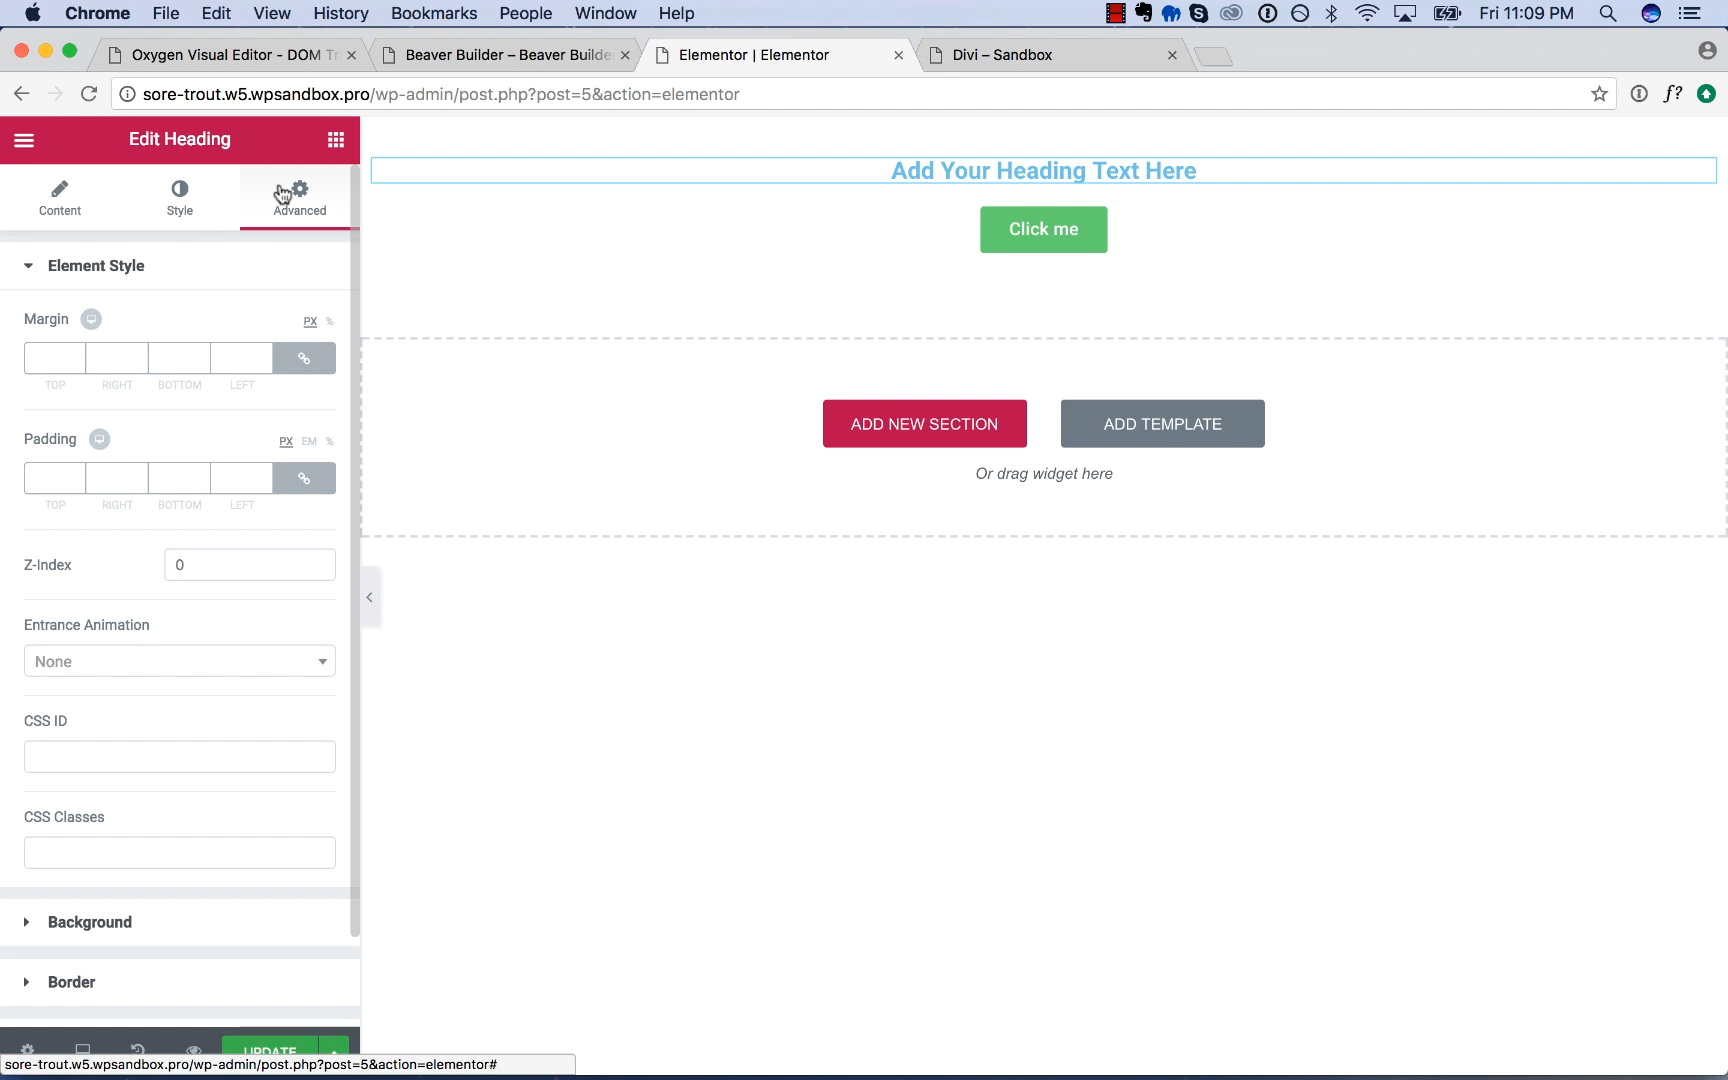 Chrome File Edit View History Bookmarks People Window Help Fri 11:09 PM
Oxygen Visual Editor - DOM Tr Beaver Builder – Beaver Builde Elementor | Elementor Divi – Sandbox
sore-trout.w5.wpsandbox.pro/wp-admin/post.php?post=5&action=elementor f?
Edit Heading
Content Style Advanced
Element Style
Margin PX %
TOP RIGHT BOTTOM LEFT
Padding PX EM %
TOP RIGHT BOTTOM LEFT
Z-Index 0
Entrance Animation
None
CSS ID
CSS Classes
Background
Border
UPDATE
sore-trout.w5.wpsandbox.pro/wp-admin/post.php?post=5&action=elementor#
Add Your Heading Text Here
Click me
ADD NEW SECTION ADD TEMPLATE
Or drag widget here